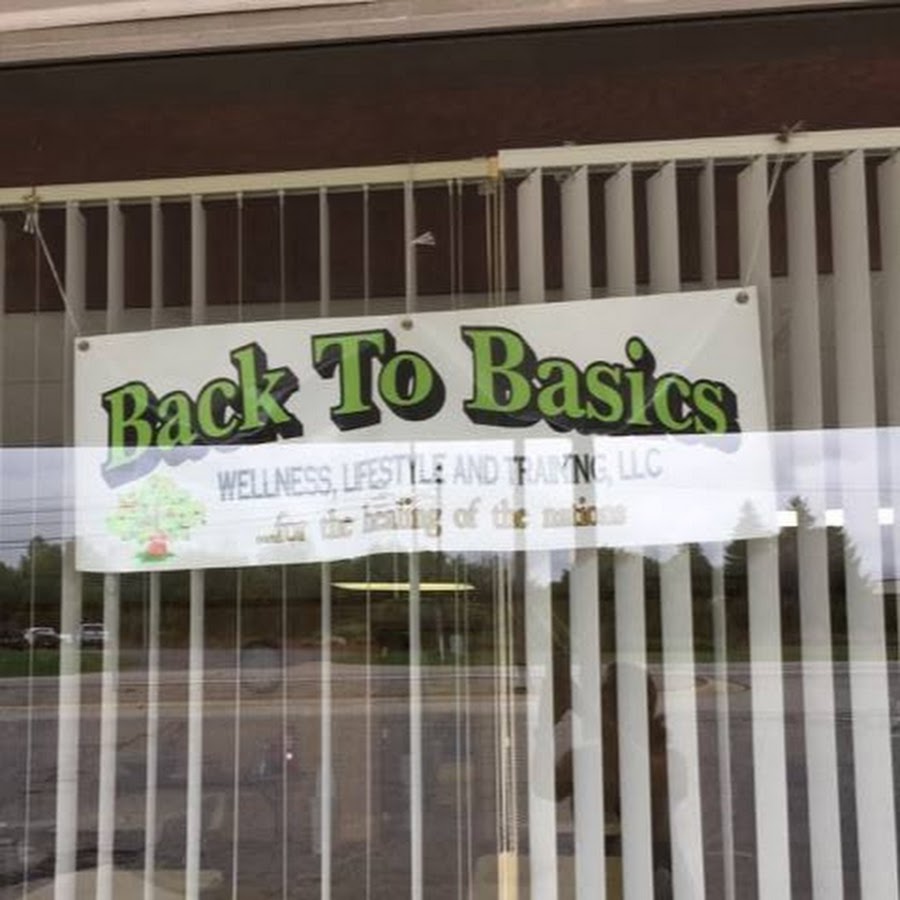 Back To Basics
WELLNESS, LIFESTYLE AND TRAINING, LLC
...for the healing of the nations